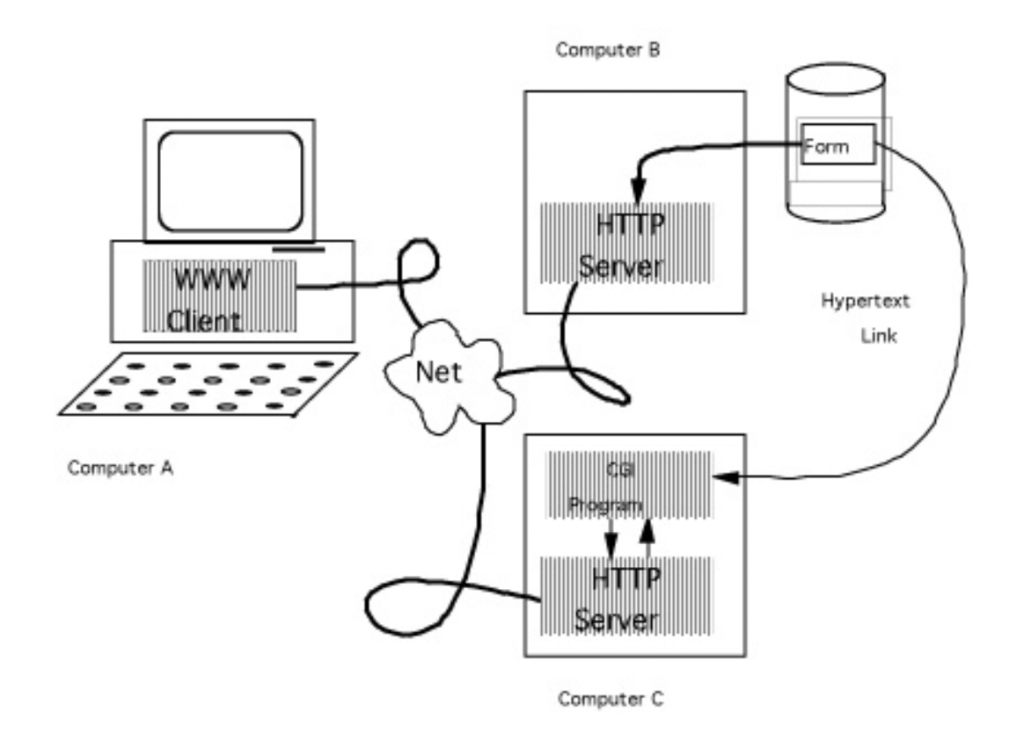 Computer B
Form
HTTP
Server
WWW
Client
Hypertext
Link
Net
Computer A
CGI
Program
HTTP
Server
Computer C